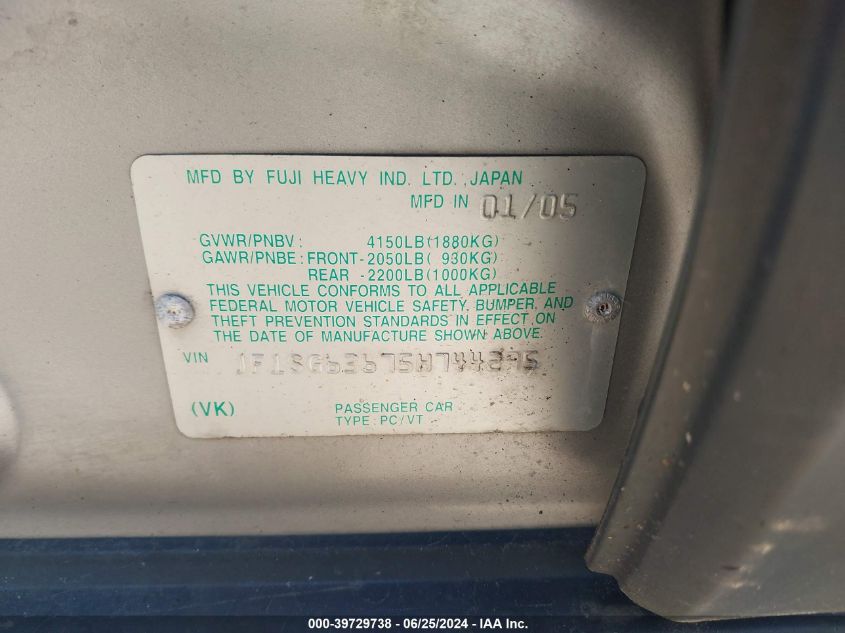 MFD BY FUJI HEAVY IND. LTD., JAPAN
MFD IN 01/05
GVWR/PNBV: 4150LB(1880KG)
GAWR/PNBE: FRONT-2050LB( 930KG)
REAR -2200LB(1000KG)
THIS VEHICLE CONFORMS TO ALL APPLICABLE
FEDERAL MOTOR VEHICLE SAFETY, BUMPER, AND
THEFT PREVENTION STANDARDS IN EFFECT ON
THE DATE OF MANUFACTURE SHOWN ABOVE.
VIN
(VK) PASSENGER CAR
TYPE: PC/VT
000-39729738 - 06/25/2024 - IAA Inc.